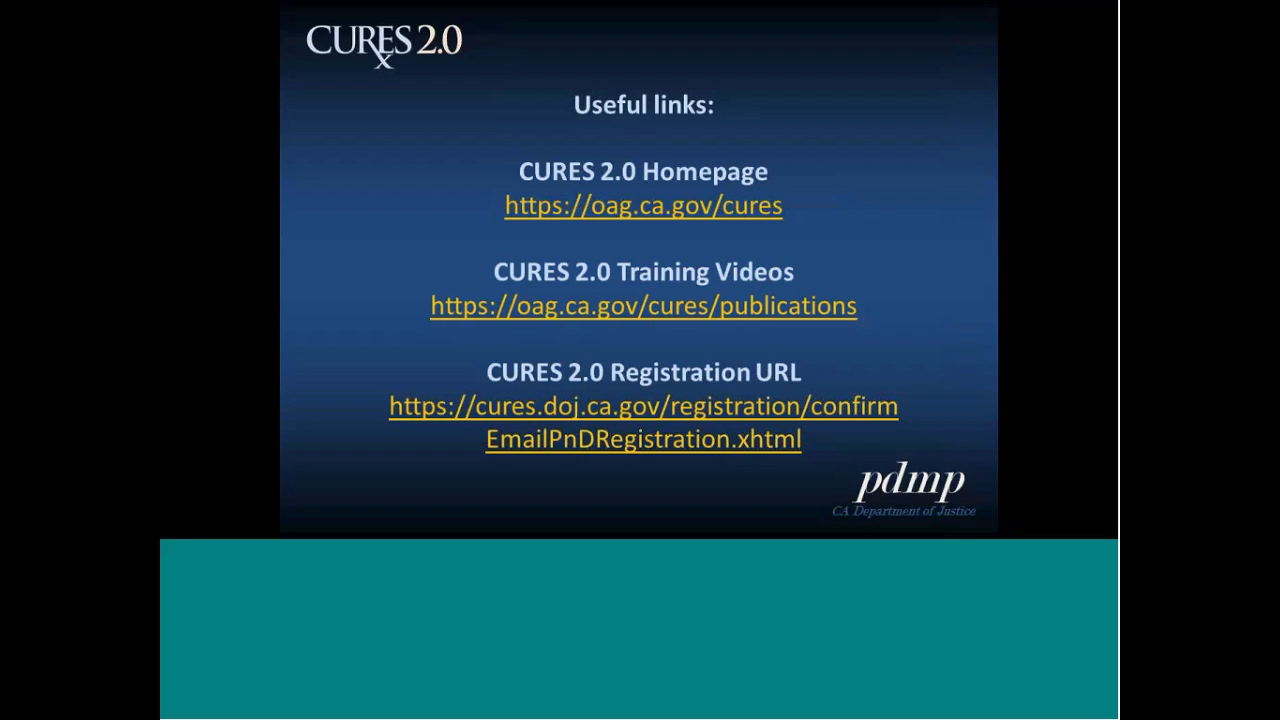 CURxES 2.0
Useful links:
CURES 2.0 Homepage
https://oag.ca.gov/cures
CURES 2.0 Training Videos
https://oag.ca.gov/cures/publications
CURES 2.0 Registration URL
https://cures.doj.ca.gov/registration/confirm
EmailPnDRegistration.xhtml
pdmp
CA Department of Justice